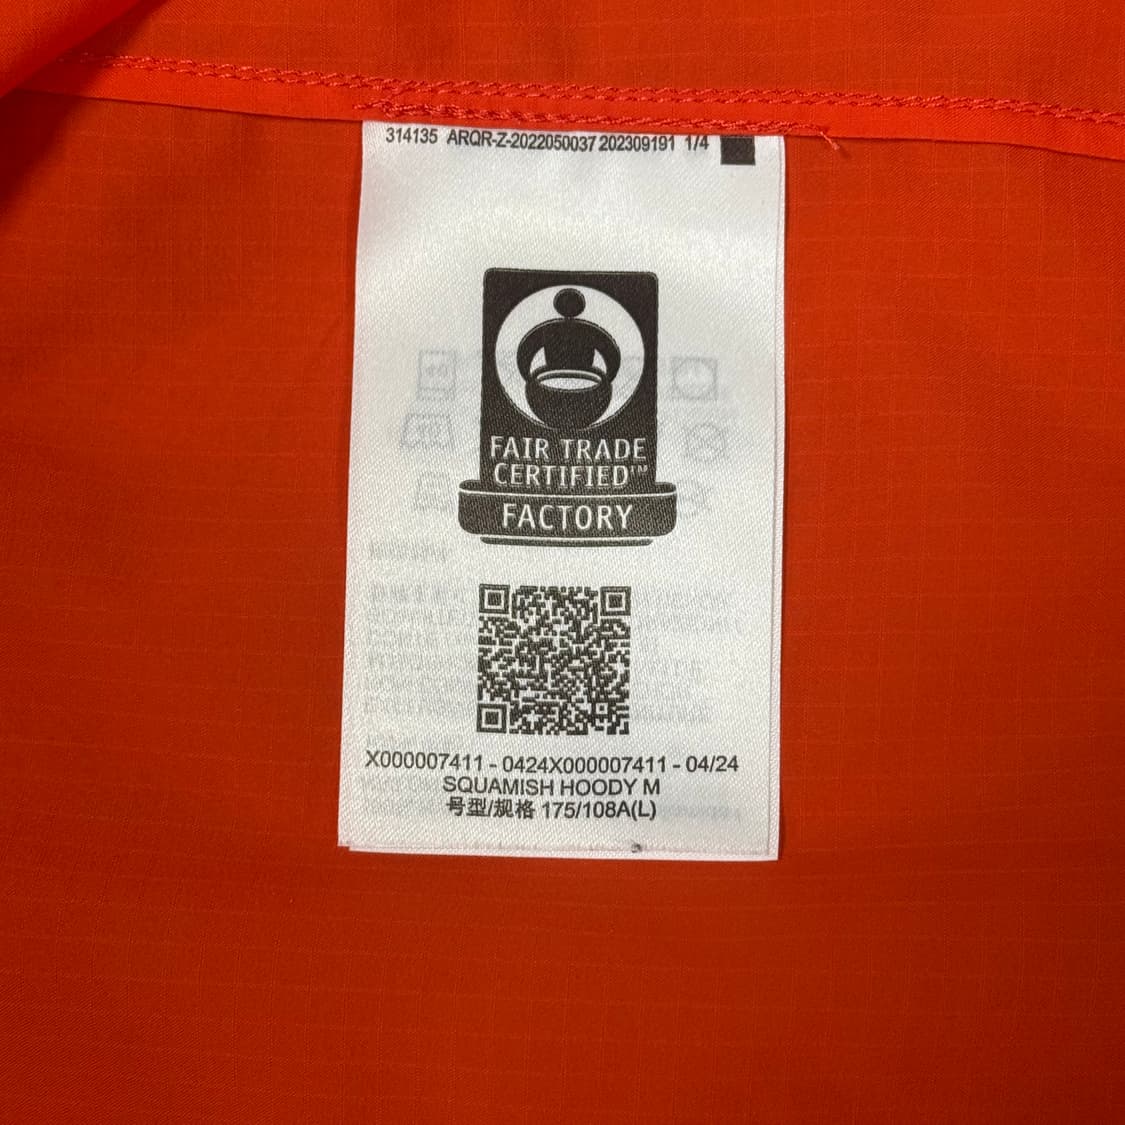 314135 ARQR-Z-2022050037 202309191 1/4
FAIR TRADE
CERTIFIED™
FACTORY
X000007411 - 0424X000007411 - 04/24
SQUAMISH HOODY M
号型/规格 175/108A(L)